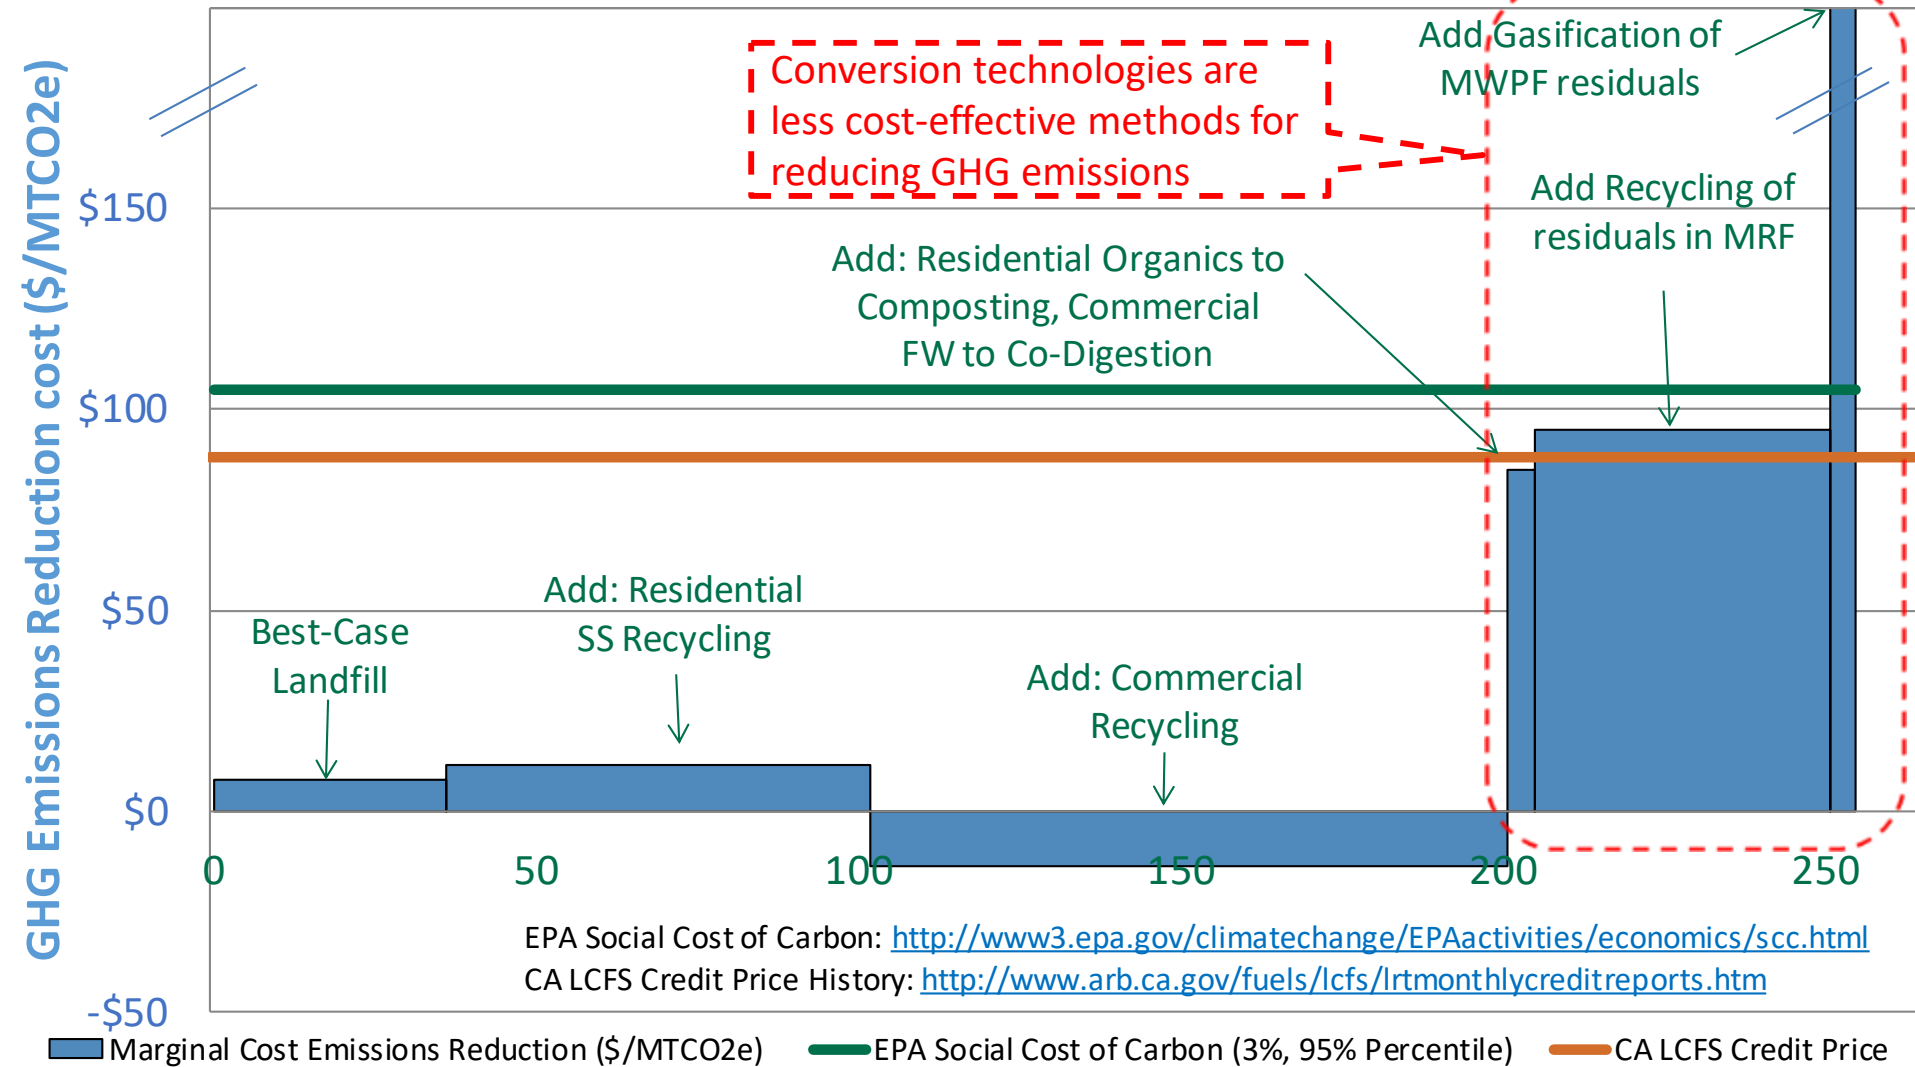 GHG Emissions Reduction cost ($/MTCO2e)
Add Gasification of
MWPF residuals
Conversion technologies are
less cost-effective methods for
reducing GHG emissions
$150
Add Recycling of
residuals in MRF
Add: Residential Organics to
Composting, Commercial
FW to Co-Digestion
$100
Add: Residential
SS Recycling
$50
Best-Case
Landfill
Add: Commercial
Recycling
$0
0 50 100 150 200 250
EPA Social Cost of Carbon: http://www3.epa.gov/climatechange/EPAactivities/economics/scc.html
CA LCFS Credit Price History: http://www.arb.ca.gov/fuels/lcfs/lrtmonthlycreditreports.htm
-$50
Marginal Cost Emissions Reduction ($/MTCO2e) EPA Social Cost of Carbon (3%, 95% Percentile) CA LCFS Credit Price